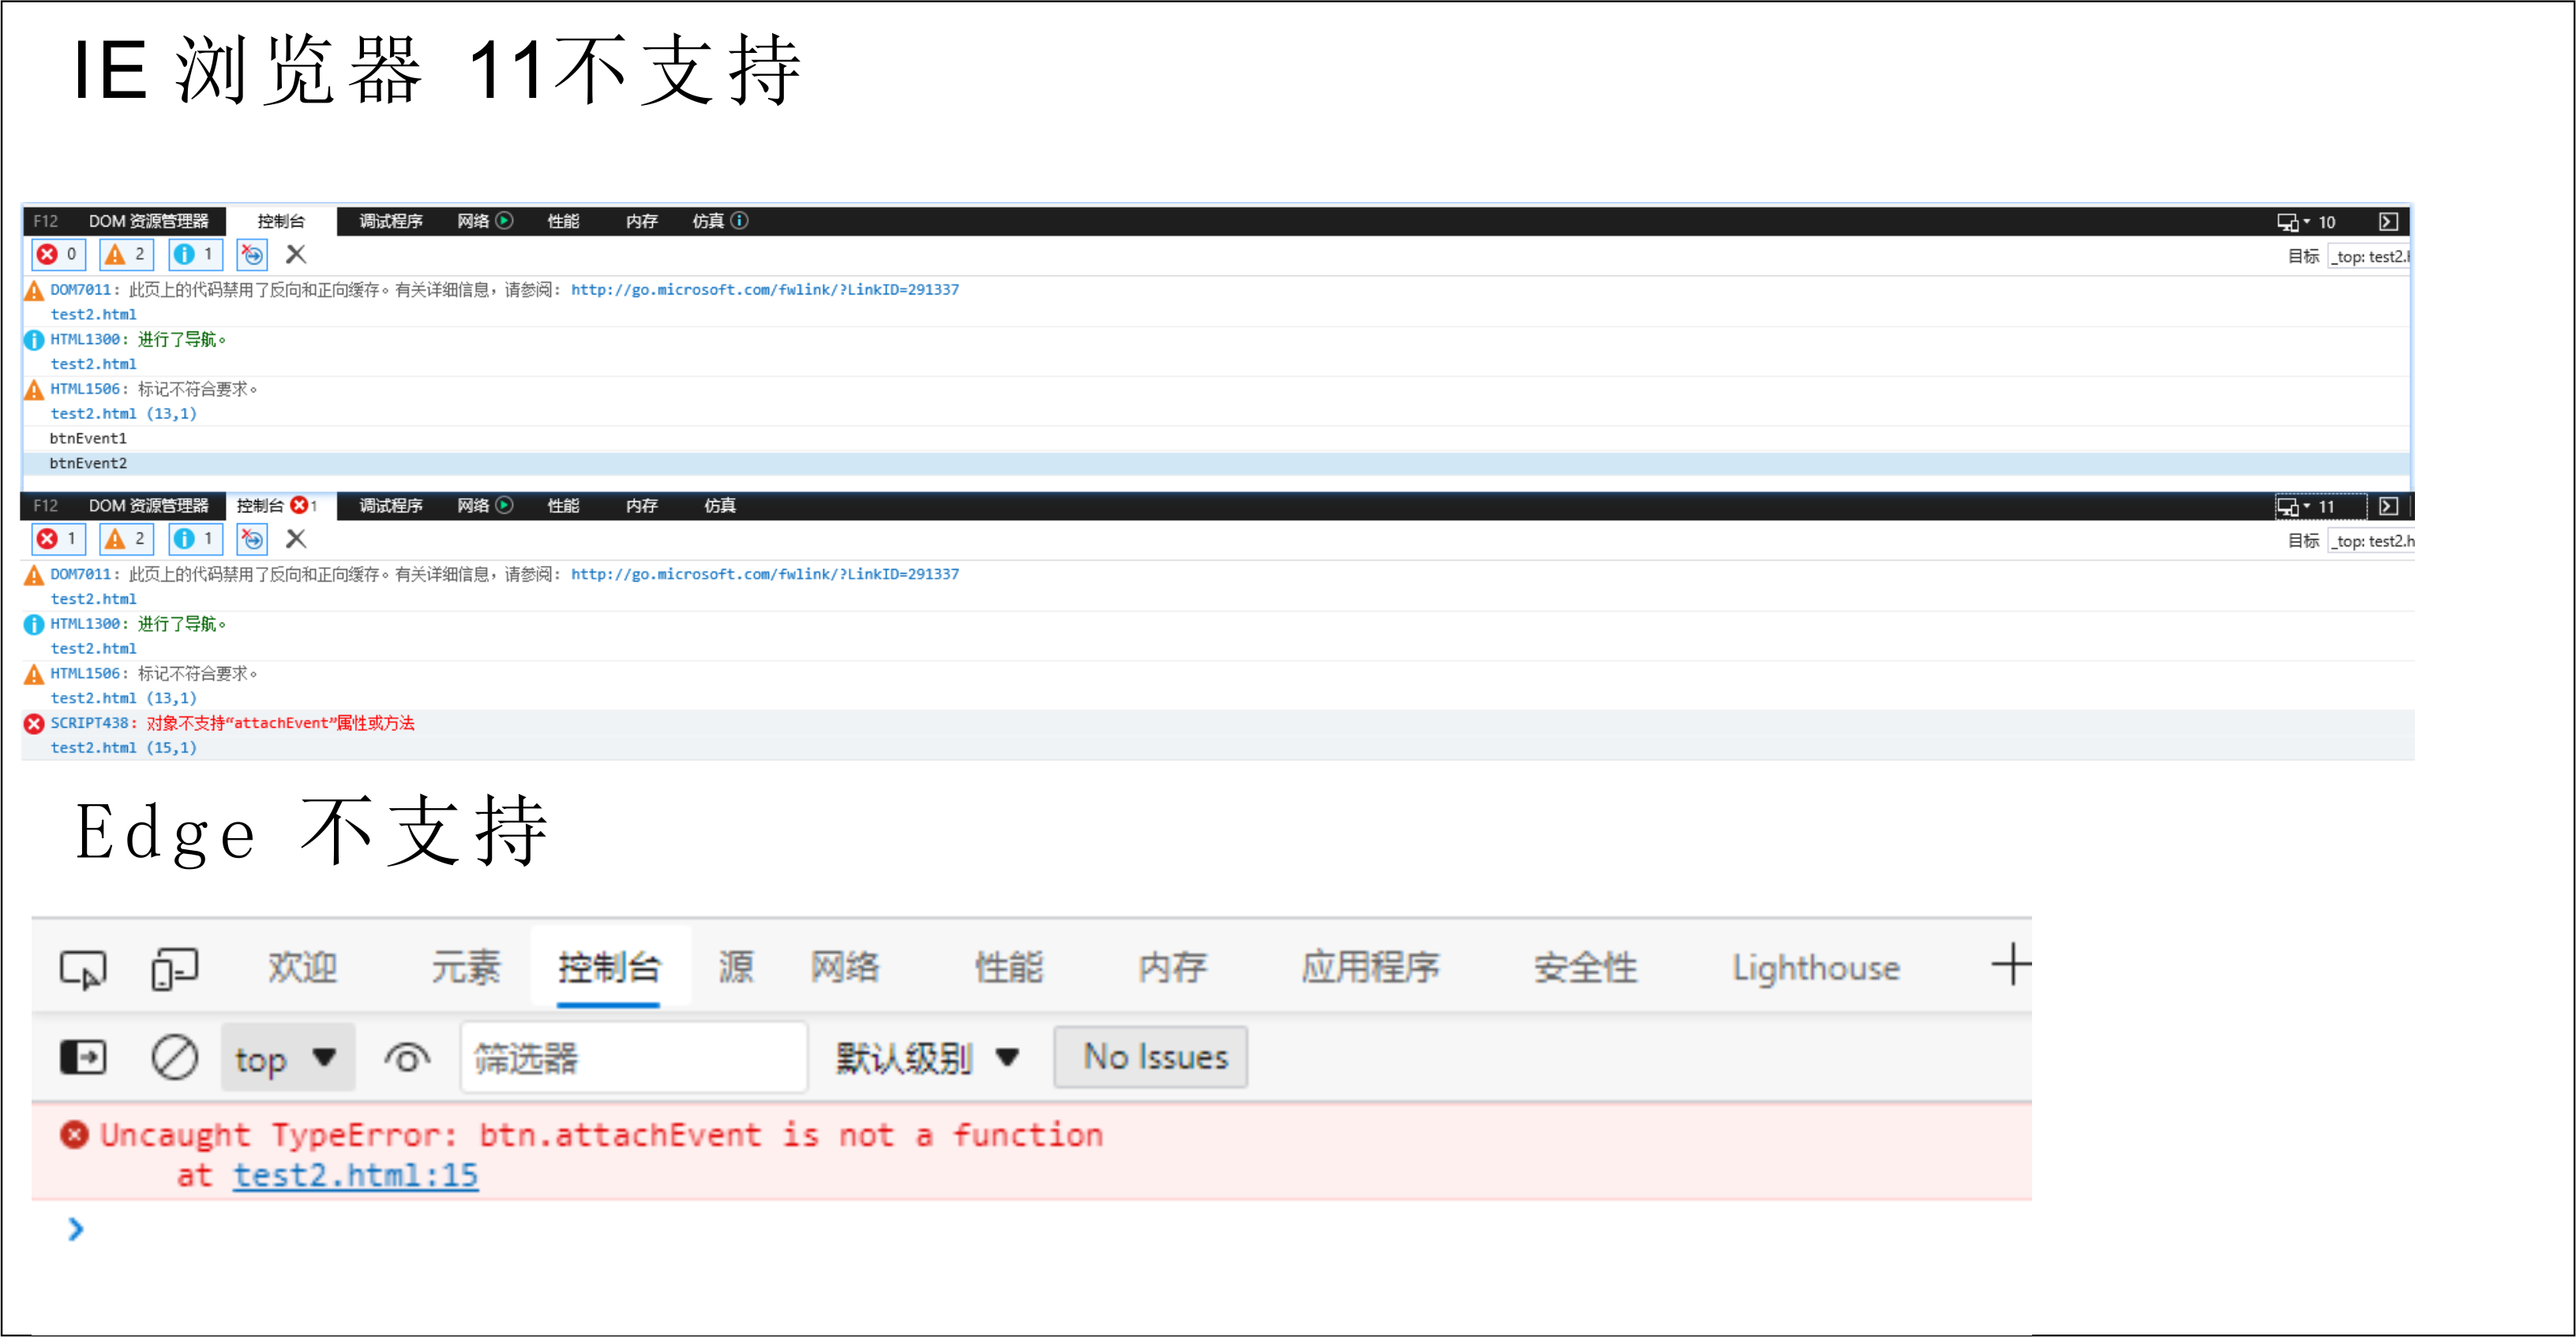 IE 浏览器 11不支持
F12 DOM 资源管理器 控制台 调试程序 网络 性能 内存 仿真 10
0 2 1 目标 _top: test2.
DOM7011: 此页上的代码禁用了反向和正向缓存。有关详细信息，请参阅: http://go.microsoft.com/fwlink/?LinkID=291337
test2.html
HTML1300: 进行了导航。
test2.html
HTML1506: 标记不符合要求。
test2.html (13,1)
btnEvent1
btnEvent2
F12 DOM 资源管理器 控制台 1 调试程序 网络 性能 内存 仿真 11
1 2 1 目标 _top: test2.h
DOM7011: 此页上的代码禁用了反向和正向缓存。有关详细信息，请参阅: http://go.microsoft.com/fwlink/?LinkID=291337
test2.html
HTML1300: 进行了导航。
test2.html
HTML1506: 标记不符合要求。
test2.html (13,1)
SCRIPT438: 对象不支持“attachEvent”属性或方法
test2.html (15,1)
Edge 不支持
欢迎 元素 控制台 源 网络 性能 内存 应用程序 安全性 Lighthouse
top 筛选器 默认级别 No Issues
Uncaught TypeError: btn.attachEvent is not a function
at test2.html:15